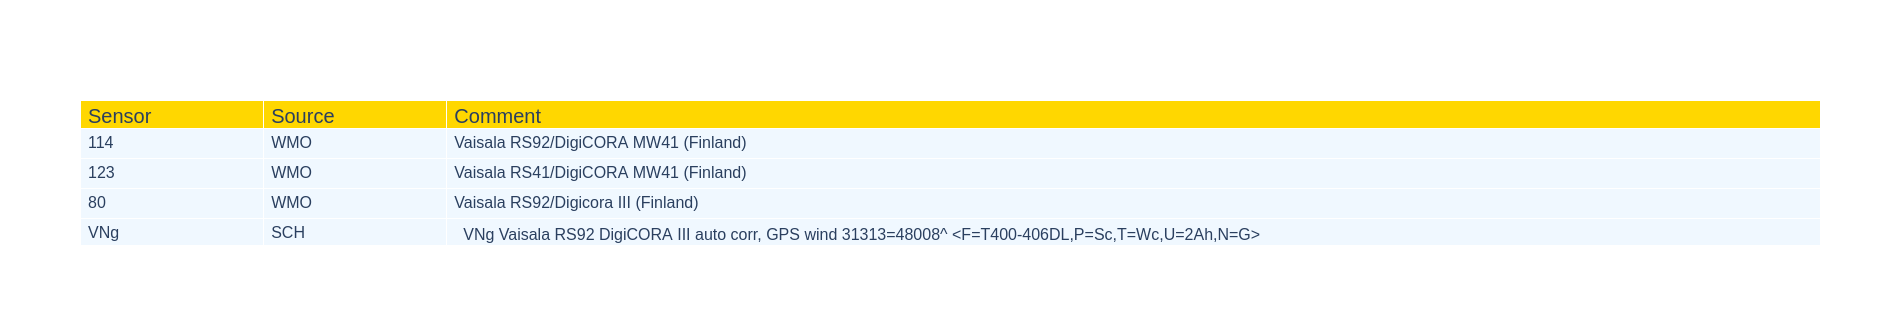 Sensor Source Comment
114 WMO Vaisala RS92/DigiCORA MW41 (Finland)
123 WMO Vaisala RS41/DigiCORA MW41 (Finland)
80 WMO Vaisala RS92/Digicora III (Finland)
VNg SCH VNg Vaisala RS92 DigiCORA III auto corr, GPS wind 31313=48008^ <F=T400-406DL,P=Sc,T=Wc,U=2Ah,N=G>